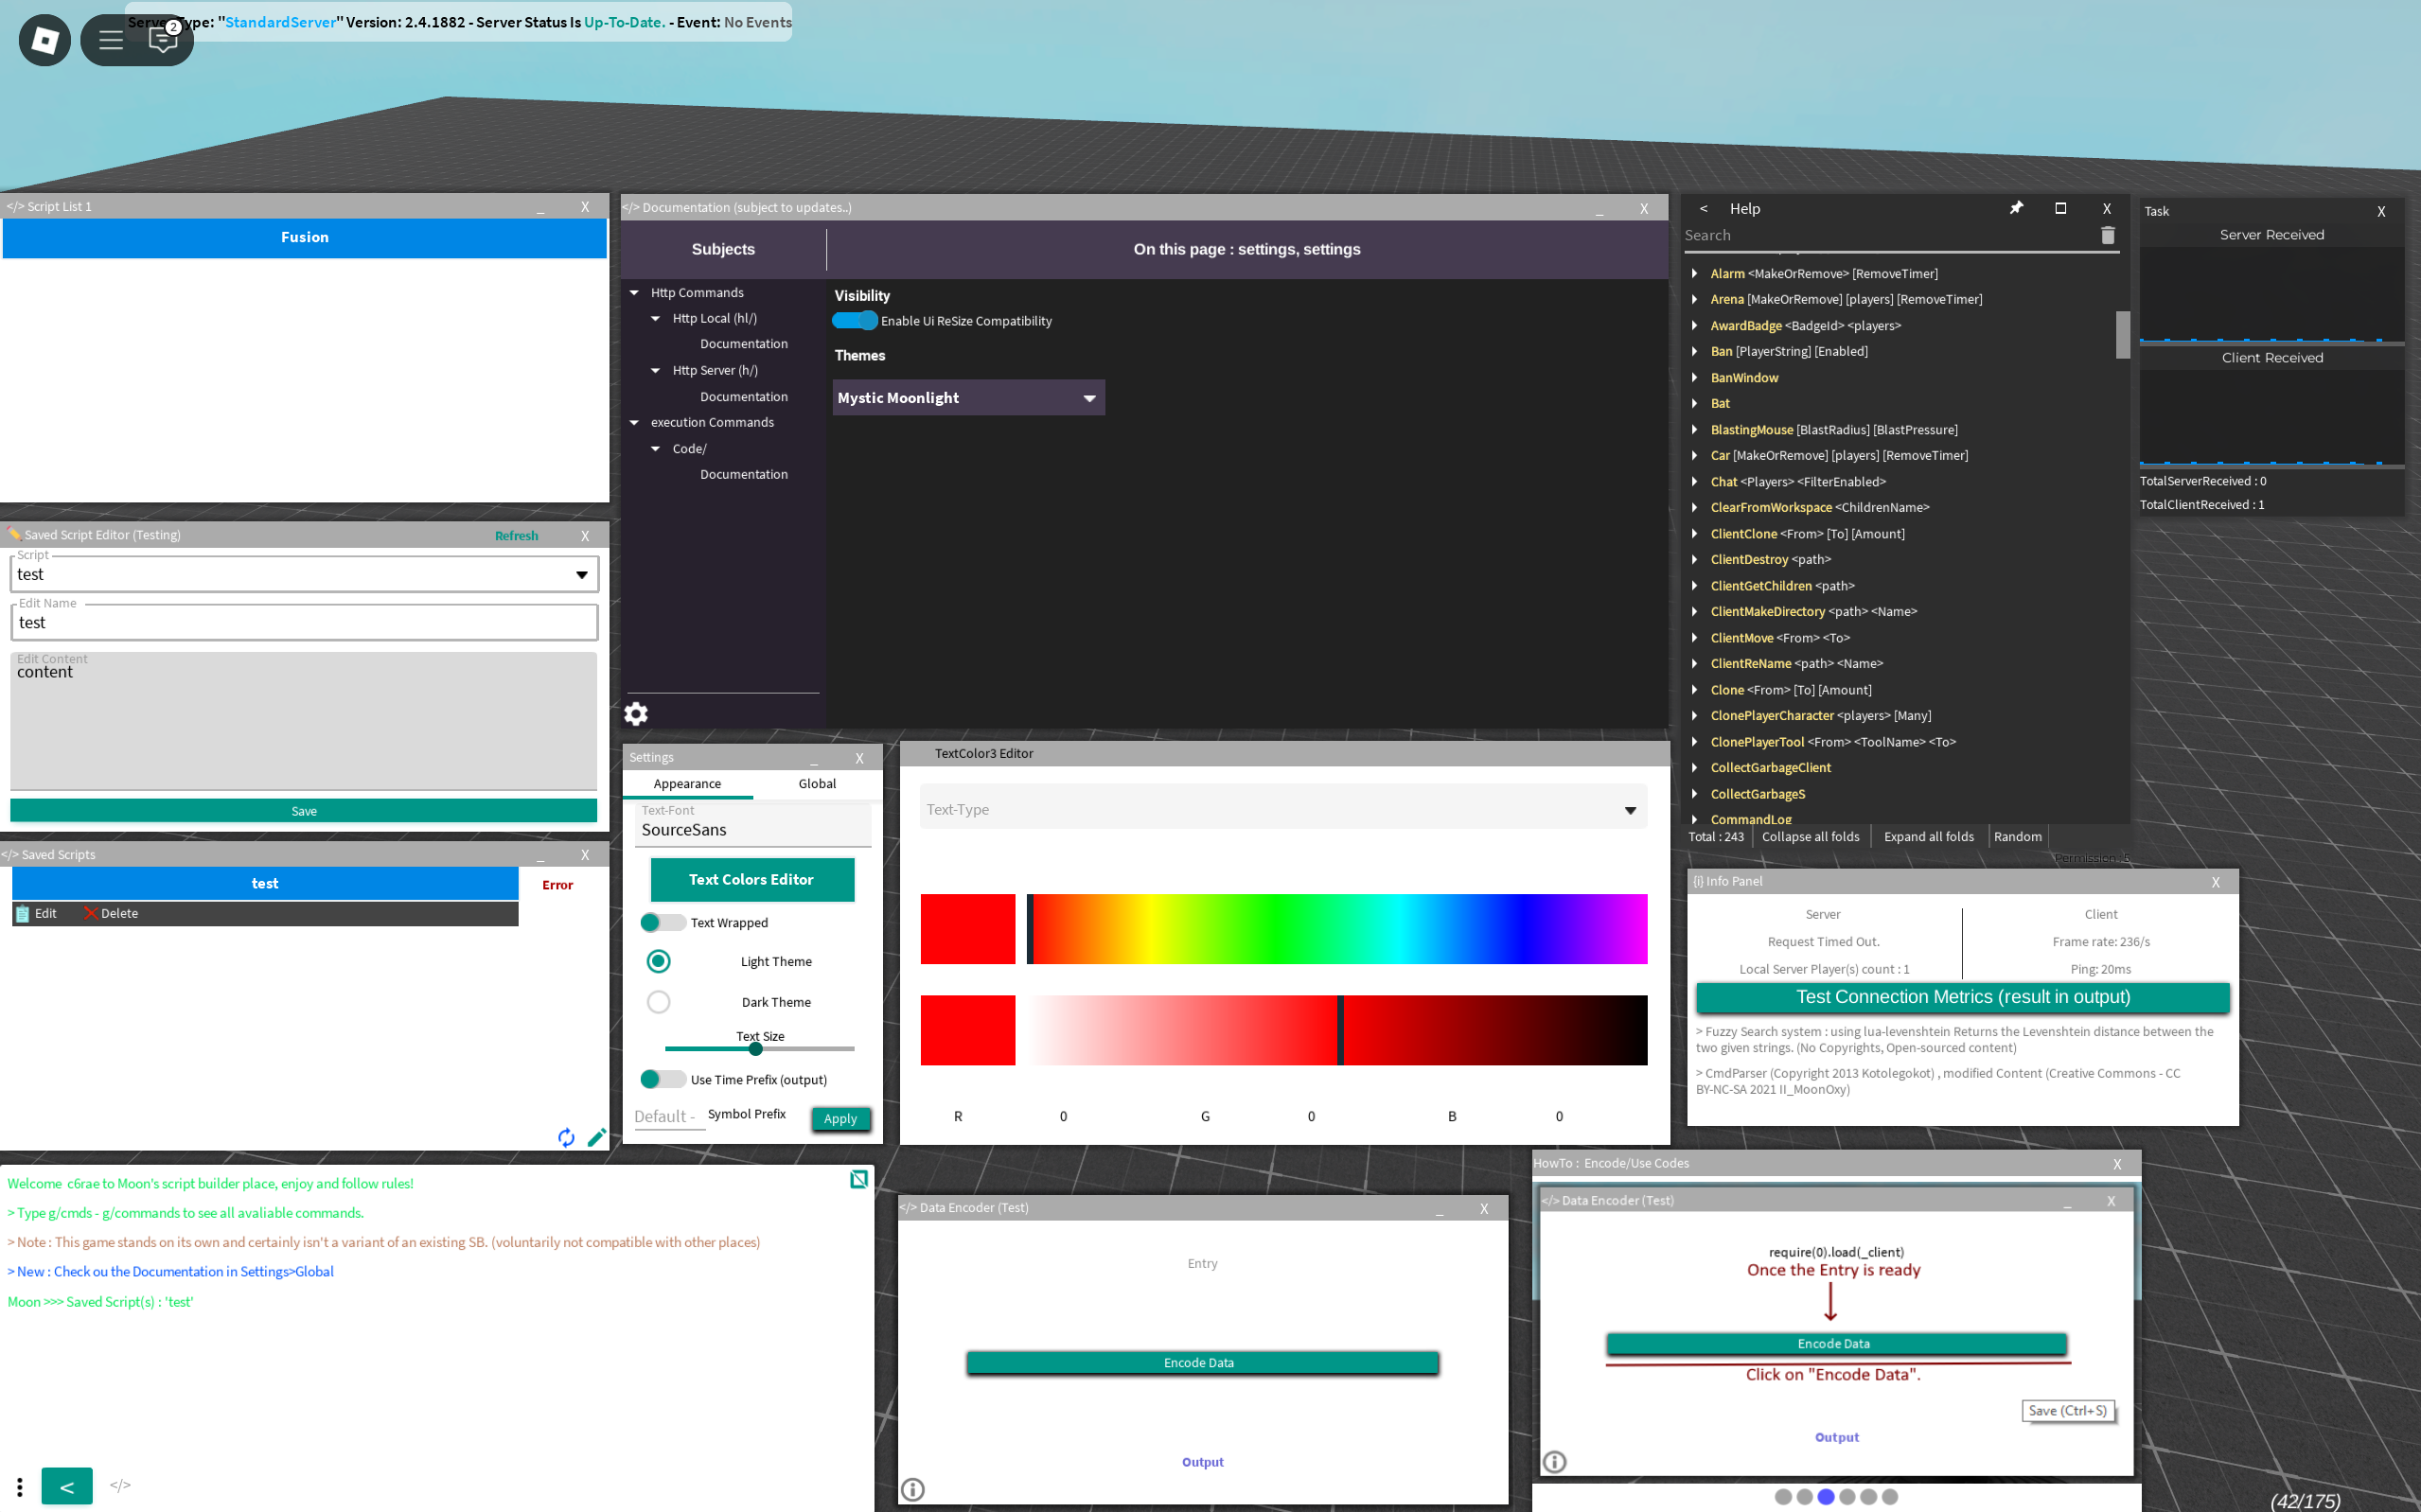 Server Type: "StandardServer" Version: 2.4.1882 - Server Status Is Up-To-Date. - Event: No Events
2
</> Script List 1 _ X
Fusion
Saved Script Editor (Testing) Refresh X
Script
test
Edit Name
test
Edit Content
content
Save
</> Saved Scripts _ X
test Error
Edit Delete
Welcome c6rae to Moon's script builder place, enjoy and follow rules!
> Type g/cmds - g/commands to see all avaliable commands.
> Note : This game stands on its own and certainly isn't a variant of an existing SB. (voluntarily not compatible with other places)
> New : Check ou the Documentation in Settings>Global
Moon >>> Saved Script(s) : 'test'
< </>
</> Documentation (subject to updates..) _ X
Subjects
On this page : settings, settings
Http Commands
Http Local (hl/)
Documentation
Http Server (h/)
Documentation
execution Commands
Code/
Documentation
Visibility
Enable Ui ReSize Compatibility
Themes
Mystic Moonlight
Settings _ X
Appearance Global
Text-Font
SourceSans
Text Colors Editor
Text Wrapped
Light Theme
Dark Theme
Text Size
Use Time Prefix (output)
Default - Symbol Prefix Apply
TextColor3 Editor
Text-Type
R 0 G 0 B 0
</> Data Encoder (Test) _ X
Entry
Encode Data
Output
< Help X
Search
Alarm <MakeOrRemove> [RemoveTimer]
Arena [MakeOrRemove] [players] [RemoveTimer]
AwardBadge <BadgeId> <players>
Ban [PlayerString] [Enabled]
BanWindow
Bat
BlastingMouse [BlastRadius] [BlastPressure]
Car [MakeOrRemove] [players] [RemoveTimer]
Chat <Players> <FilterEnabled>
ClearFromWorkspace <ChildrenName>
ClientClone <From> [To] [Amount]
ClientDestroy <path>
ClientGetChildren <path>
ClientMakeDirectory <path> <Name>
ClientMove <From> <To>
ClientReName <path> <Name>
Clone <From> [To] [Amount]
ClonePlayerCharacter <players> [Many]
ClonePlayerTool <From> <ToolName> <To>
CollectGarbageClient
CollectGarbageS
CommandLog
Total : 243 Collapse all folds Expand all folds Random
Permission : 5
Task X
Server Received
Client Received
TotalServerReceived : 0
TotalClientReceived : 1
{i} Info Panel X
Server Client
Request Timed Out. Frame rate: 236/s
Local Server Player(s) count : 1 Ping: 20ms
Test Connection Metrics (result in output)
> Fuzzy Search system : using lua-levenshtein Returns the Levenshtein distance between the
two given strings. (No Copyrights, Open-sourced content)
> CmdParser (Copyright 2013 Kotolegokot) , modified Content (Creative Commons - CC
BY-NC-SA 2021 II_MoonOxy)
HowTo : Encode/Use Codes X
</> Data Encoder (Test) _ X
require(0).load(_client)
Once the Entry is ready
Encode Data
Click on "Encode Data".
Save (Ctrl+S)
Output
(42/175)